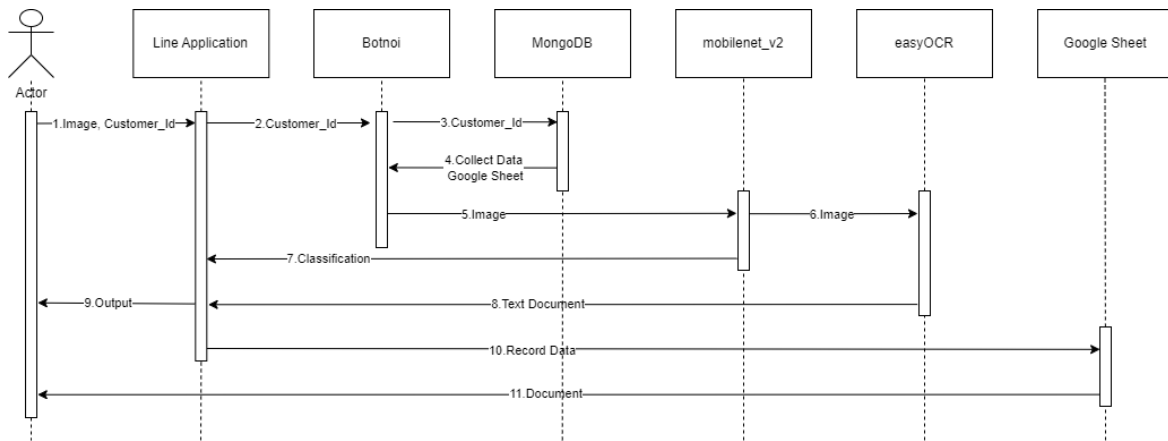 Line Application
Botnoi
MongoDB
mobilenet_v2
easyOCR
Google Sheet
Actor
1.Image, Customer_Id
2.Customer_Id
3.Customer_Id
4.Collect Data
Google Sheet
5.Image
6.Image
7.Classification
9.Output
8.Text Document
10.Record Data
11.Document